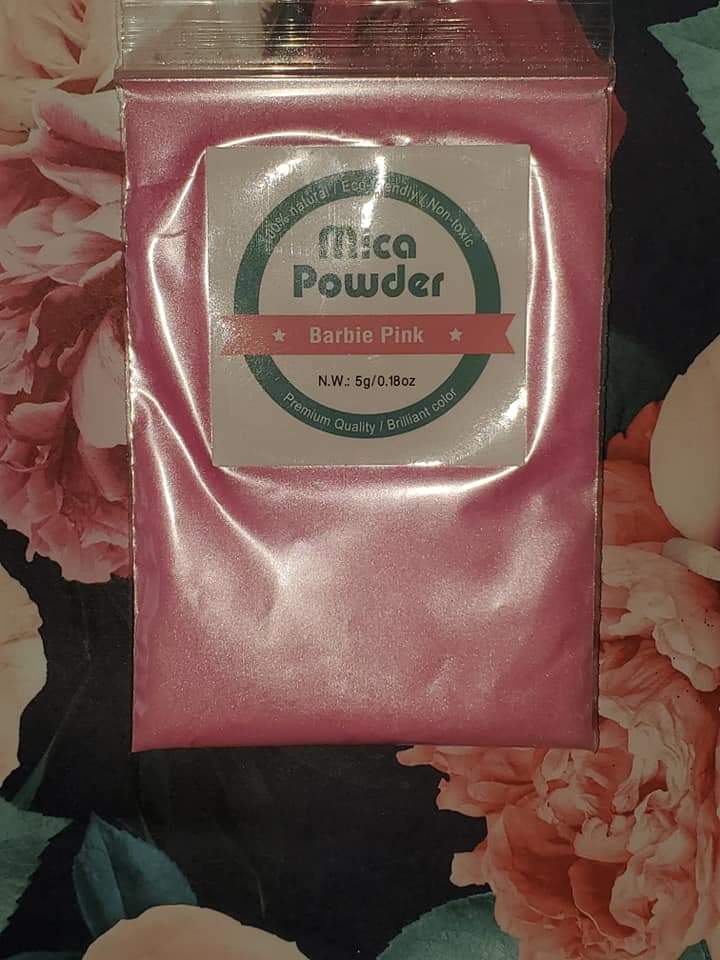 100% natural / Eco-friendly / Non-toxic
Mica
Powder
Barbie Pink
N.W.: 5g/0.18oz
Premium Quality / Brilliant color